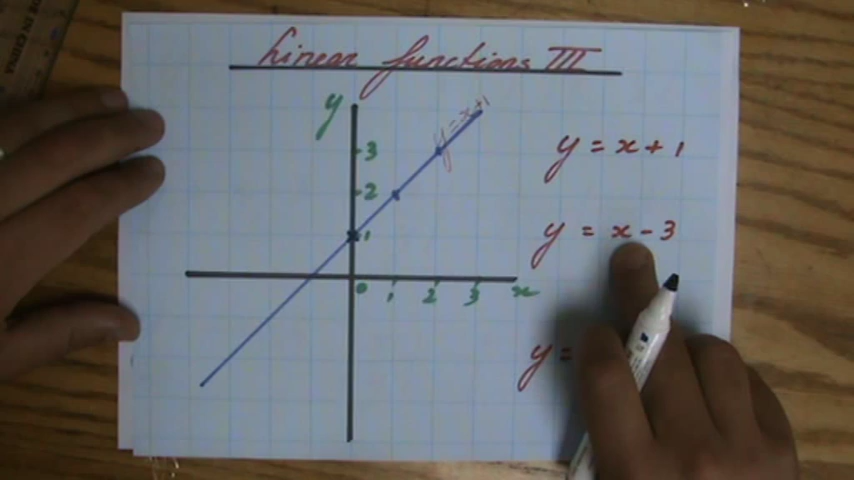 Linear functions III
y
y = x+1
3
2
1
0 1 2 3 x
y = x + 1
y = x - 3
y =